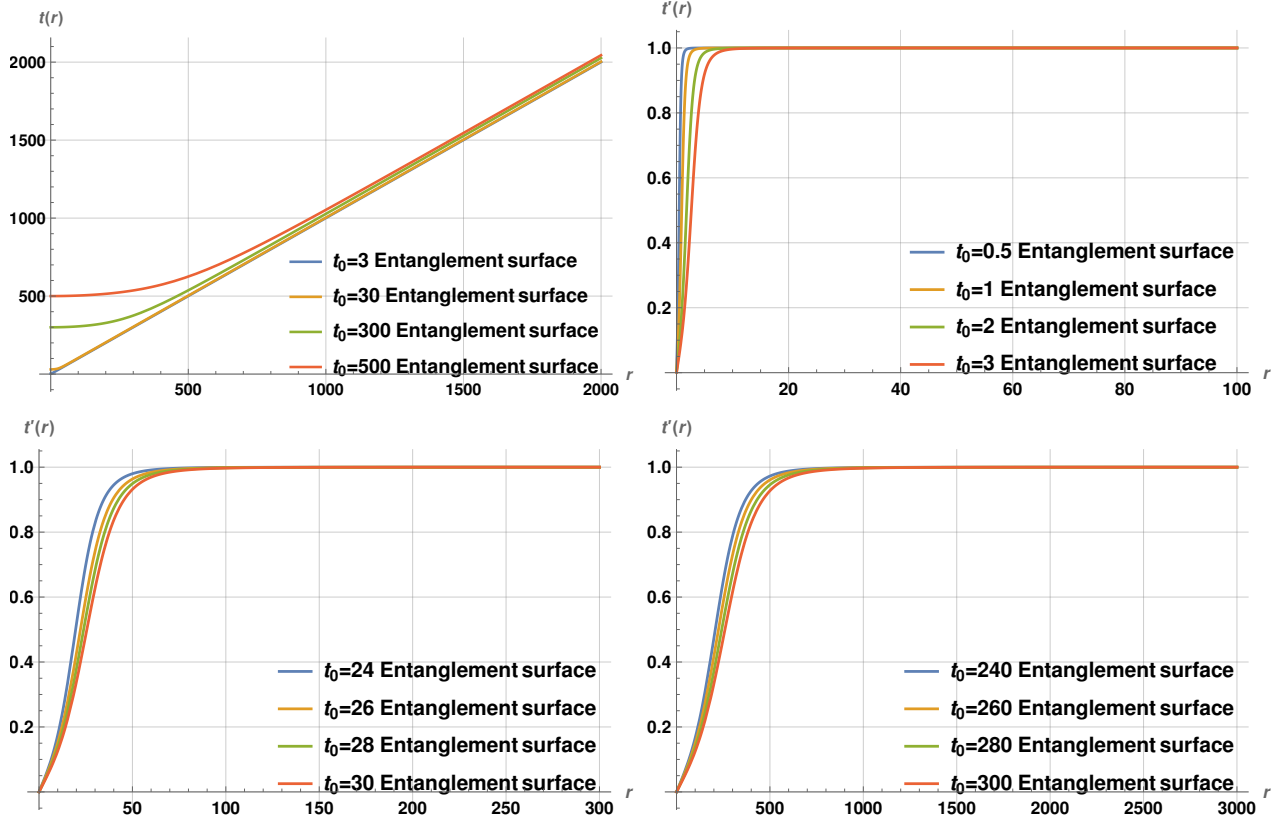 t(r)
2000
1500
1000
500
t₀=3 Entanglement surface
t₀=30 Entanglement surface
t₀=300 Entanglement surface
t₀=500 Entanglement surface
500 1000 1500 2000 r
t'(r)
1.0
0.8
0.6
0.4
0.2
t₀=0.5 Entanglement surface
t₀=1 Entanglement surface
t₀=2 Entanglement surface
t₀=3 Entanglement surface
20 40 60 80 100 r
t'(r)
1.0
0.8
0.6
0.4
0.2
t₀=24 Entanglement surface
t₀=26 Entanglement surface
t₀=28 Entanglement surface
t₀=30 Entanglement surface
50 100 150 200 250 300 r
t'(r)
1.0
0.8
0.6
0.4
0.2
t₀=240 Entanglement surface
t₀=260 Entanglement surface
t₀=280 Entanglement surface
t₀=300 Entanglement surface
500 1000 1500 2000 2500 3000 r